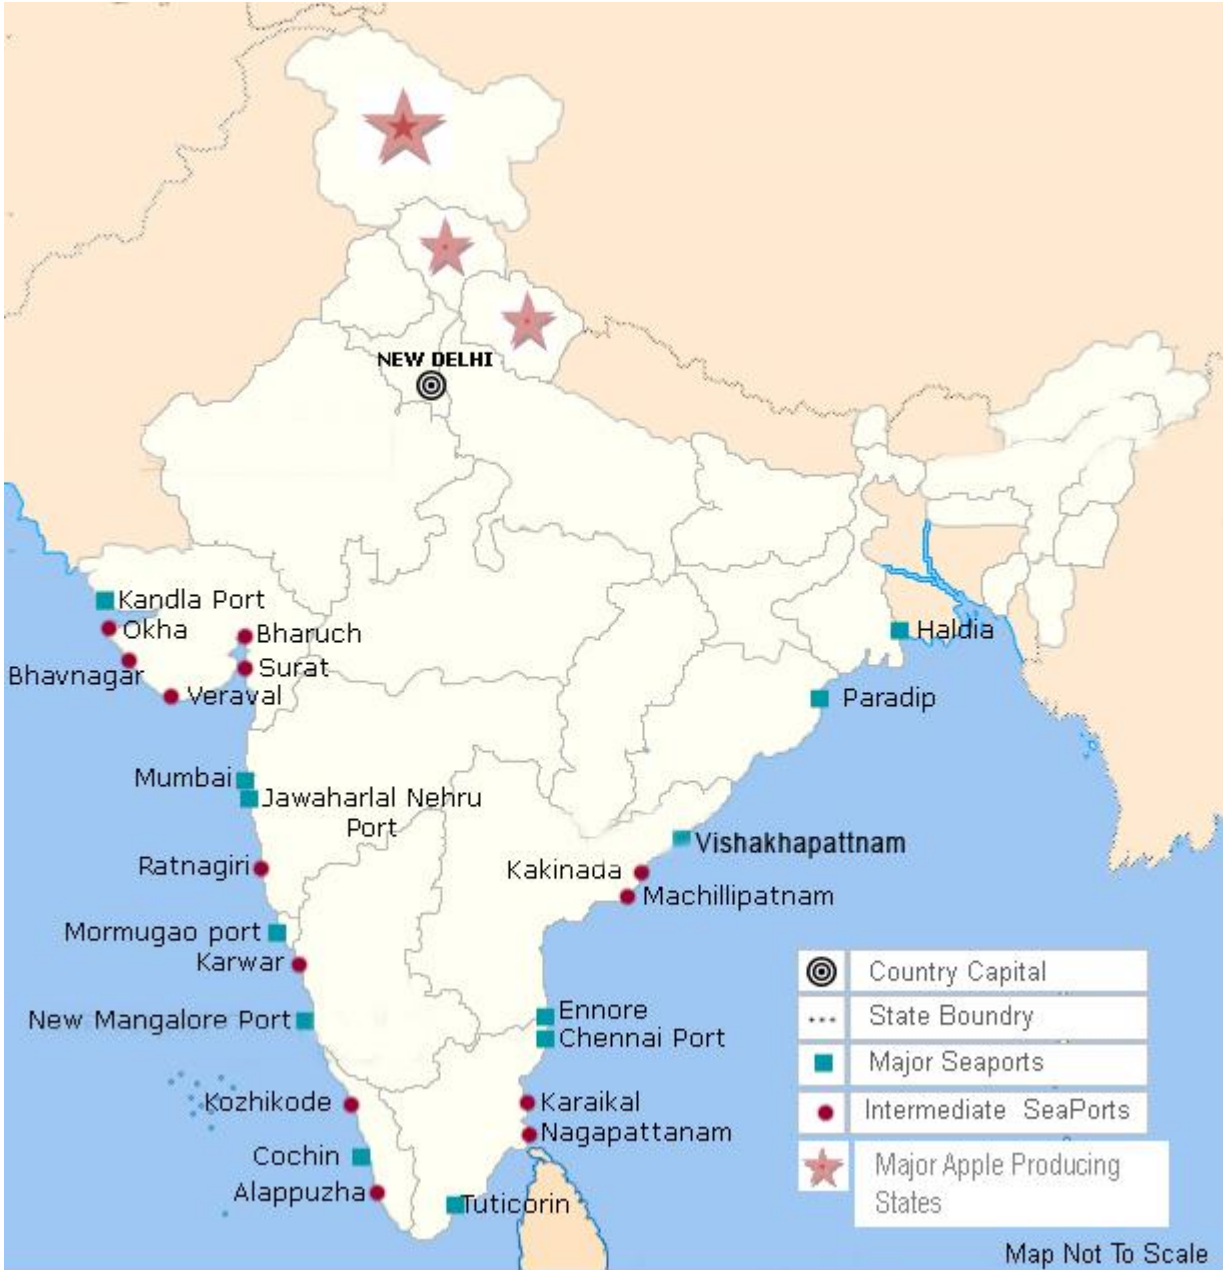 NEW DELHI
Kandla Port
Okha
Bharuch
Bhavnagar
Surat
Veraval
Haldia
Paradip
Mumbai
Jawaharlal Nehru
Port
Vishakhapattnam
Ratnagiri
Kakinada
Machillipatnam
Mormugao port
Karwar
New Mangalore Port
Ennore
Chennai Port
Kozhikode
Karaikal
Nagapattanam
Cochin
Alappuzha
Tuticorin
Country Capital
State Boundry
Major Seaports
Intermediate SeaPorts
Major Apple Producing
States
Map Not To Scale